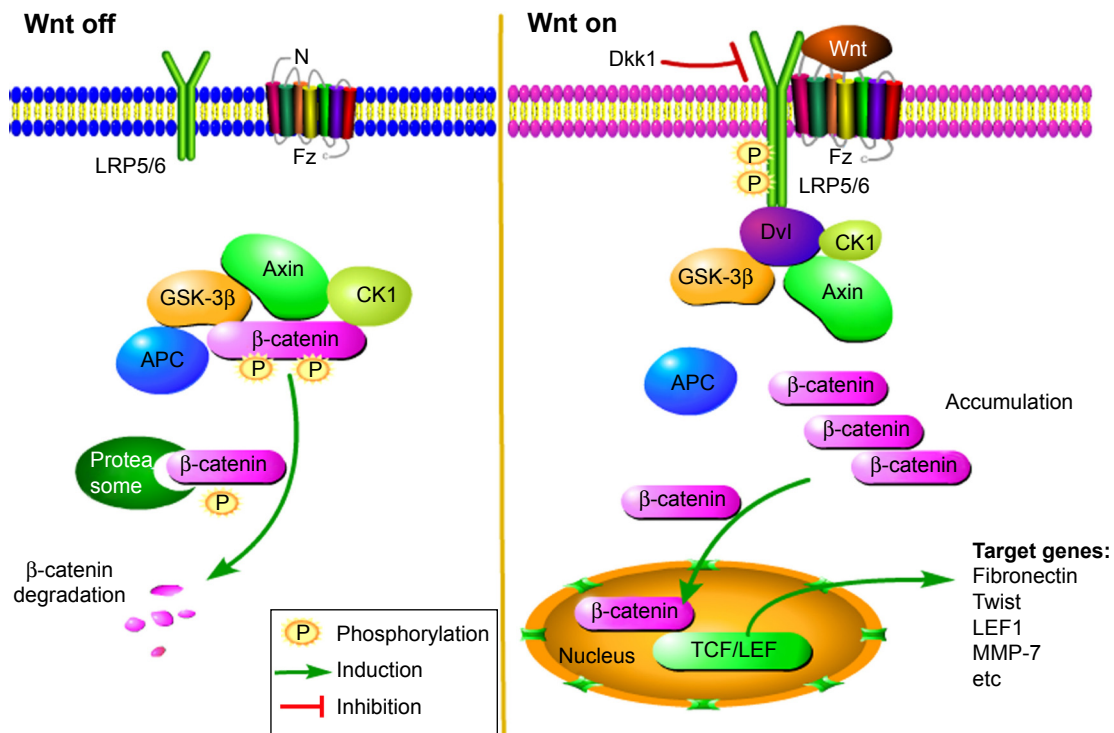 Wnt off
N
LRP5/6
Fz
c
Axin
GSK-3β
CK1
β-catenin
APC
P
P
Protea
some
β-catenin
P
β-catenin
degradation
P Phosphorylation
Induction
Inhibition
Wnt on
Dkk1
Wnt
P
P
Fz
c
LRP5/6
Dvl
CK1
GSK-3β
Axin
APC
β-catenin
Accumulation
β-catenin
β-catenin
β-catenin
β-catenin
Nucleus
TCF/LEF
Target genes:
Fibronectin
Twist
LEF1
MMP-7
etc